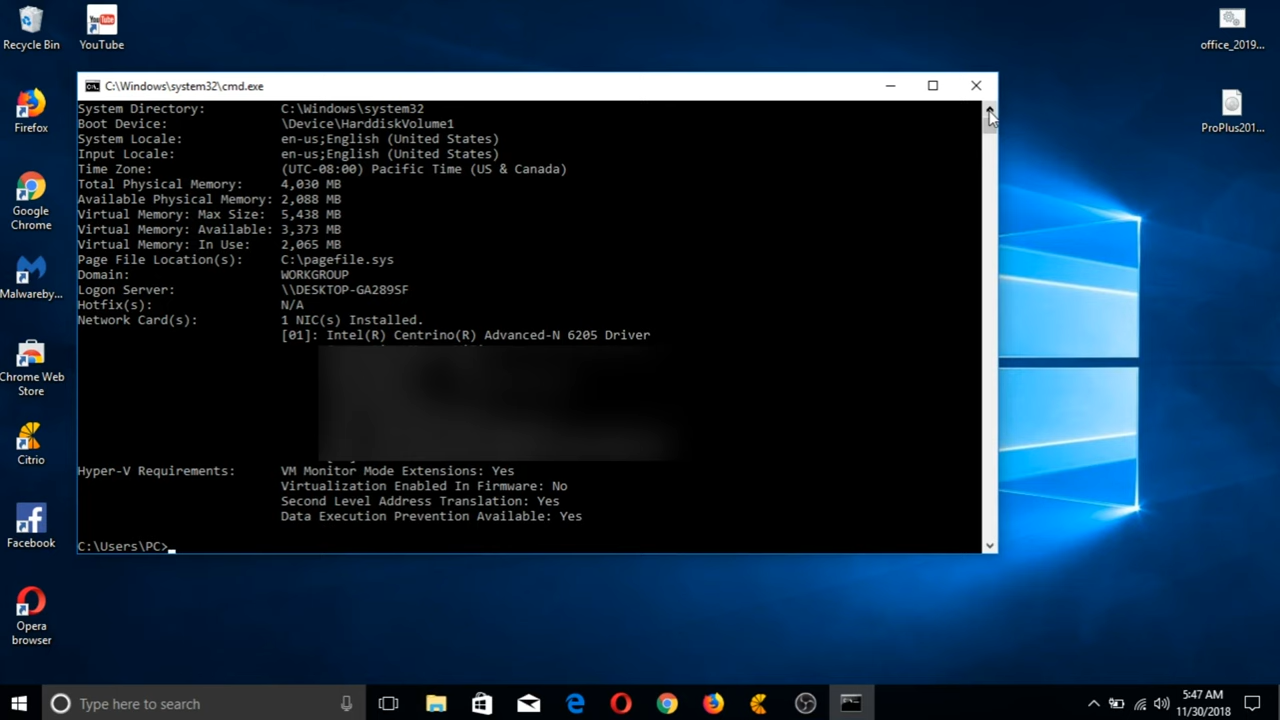 Recycle Bin
YouTube
Firefox
Google
Chrome
Malwareby...
Chrome Web
Store
Citrio
Facebook
Opera
browser
office_2019...
ProPlus201...
C:\Windows\system32\cmd.exe
System Directory: C:\Windows\system32
Boot Device: \Device\HarddiskVolume1
System Locale: en-us;English (United States)
Input Locale: en-us;English (United States)
Time Zone: (UTC-08:00) Pacific Time (US & Canada)
Total Physical Memory: 4,030 MB
Available Physical Memory: 2,088 MB
Virtual Memory: Max Size: 5,438 MB
Virtual Memory: Available: 3,373 MB
Virtual Memory: In Use: 2,065 MB
Page File Location(s): C:\pagefile.sys
Domain: WORKGROUP
Logon Server: \\DESKTOP-GA289SF
Hotfix(s): N/A
Network Card(s): 1 NIC(s) Installed.
[01]: Intel(R) Centrino(R) Advanced-N 6205 Driver
Hyper-V Requirements: VM Monitor Mode Extensions: Yes
Virtualization Enabled In Firmware: No
Second Level Address Translation: Yes
Data Execution Prevention Available: Yes
C:\Users\PC>
Type here to search
5:47 AM
11/30/2018